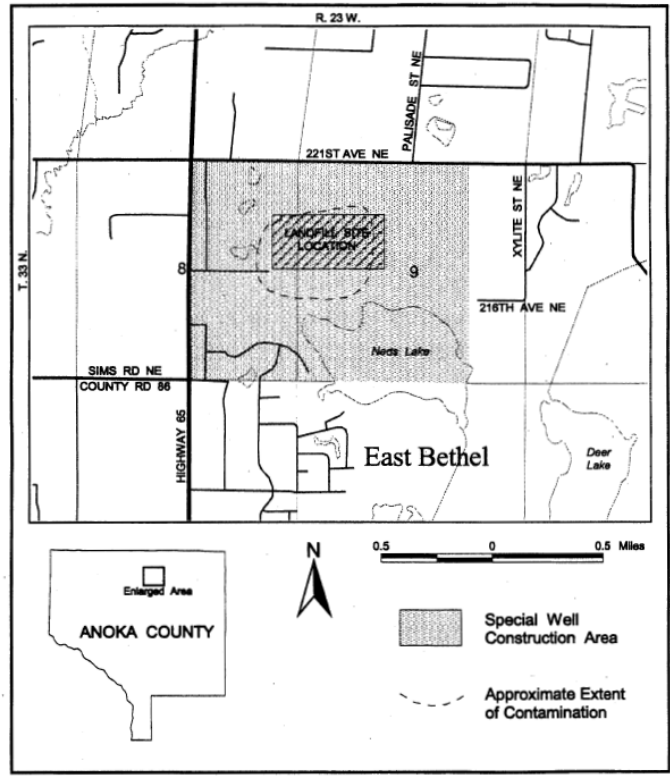 R. 23 W.
PALISADE ST NE
221ST AVE NE
XYLITE ST NE
LANDFILL SITE
LOCATION
T. 33 N.
8
9
216TH AVE NE
Neds Lake
SIMS RD NE
COUNTY RD 86
HIGHWAY 65
East Bethel
Deer
Lake
N
0.5 0 0.5 Miles
Enlarged Area
ANOKA COUNTY
Special Well
Construction Area
Approximate Extent
of Contamination